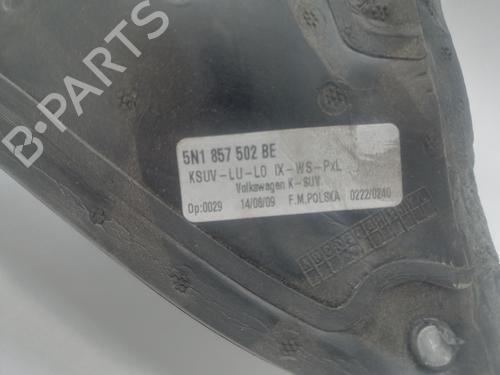 5N1 857 502 BE
KSUV-LU-LO IX-WS-PxL
Volkswagen K-SUV
Op:0029 14/08/09 F.M.POLSKA 0222/0240
B-PARTS